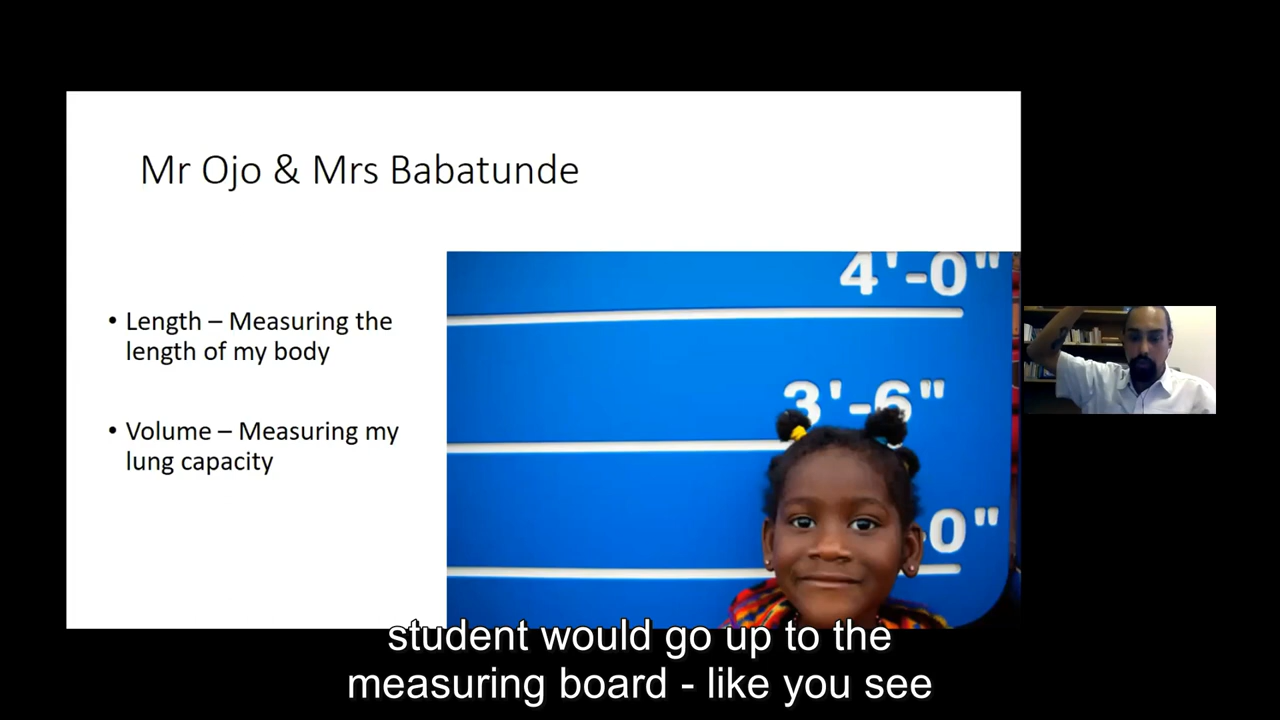 Mr Ojo & Mrs Babatunde
• Length – Measuring the
length of my body
• Volume – Measuring my
lung capacity
4'-0"
3'-6"
-0"
student would go up to the
measuring board - like you see